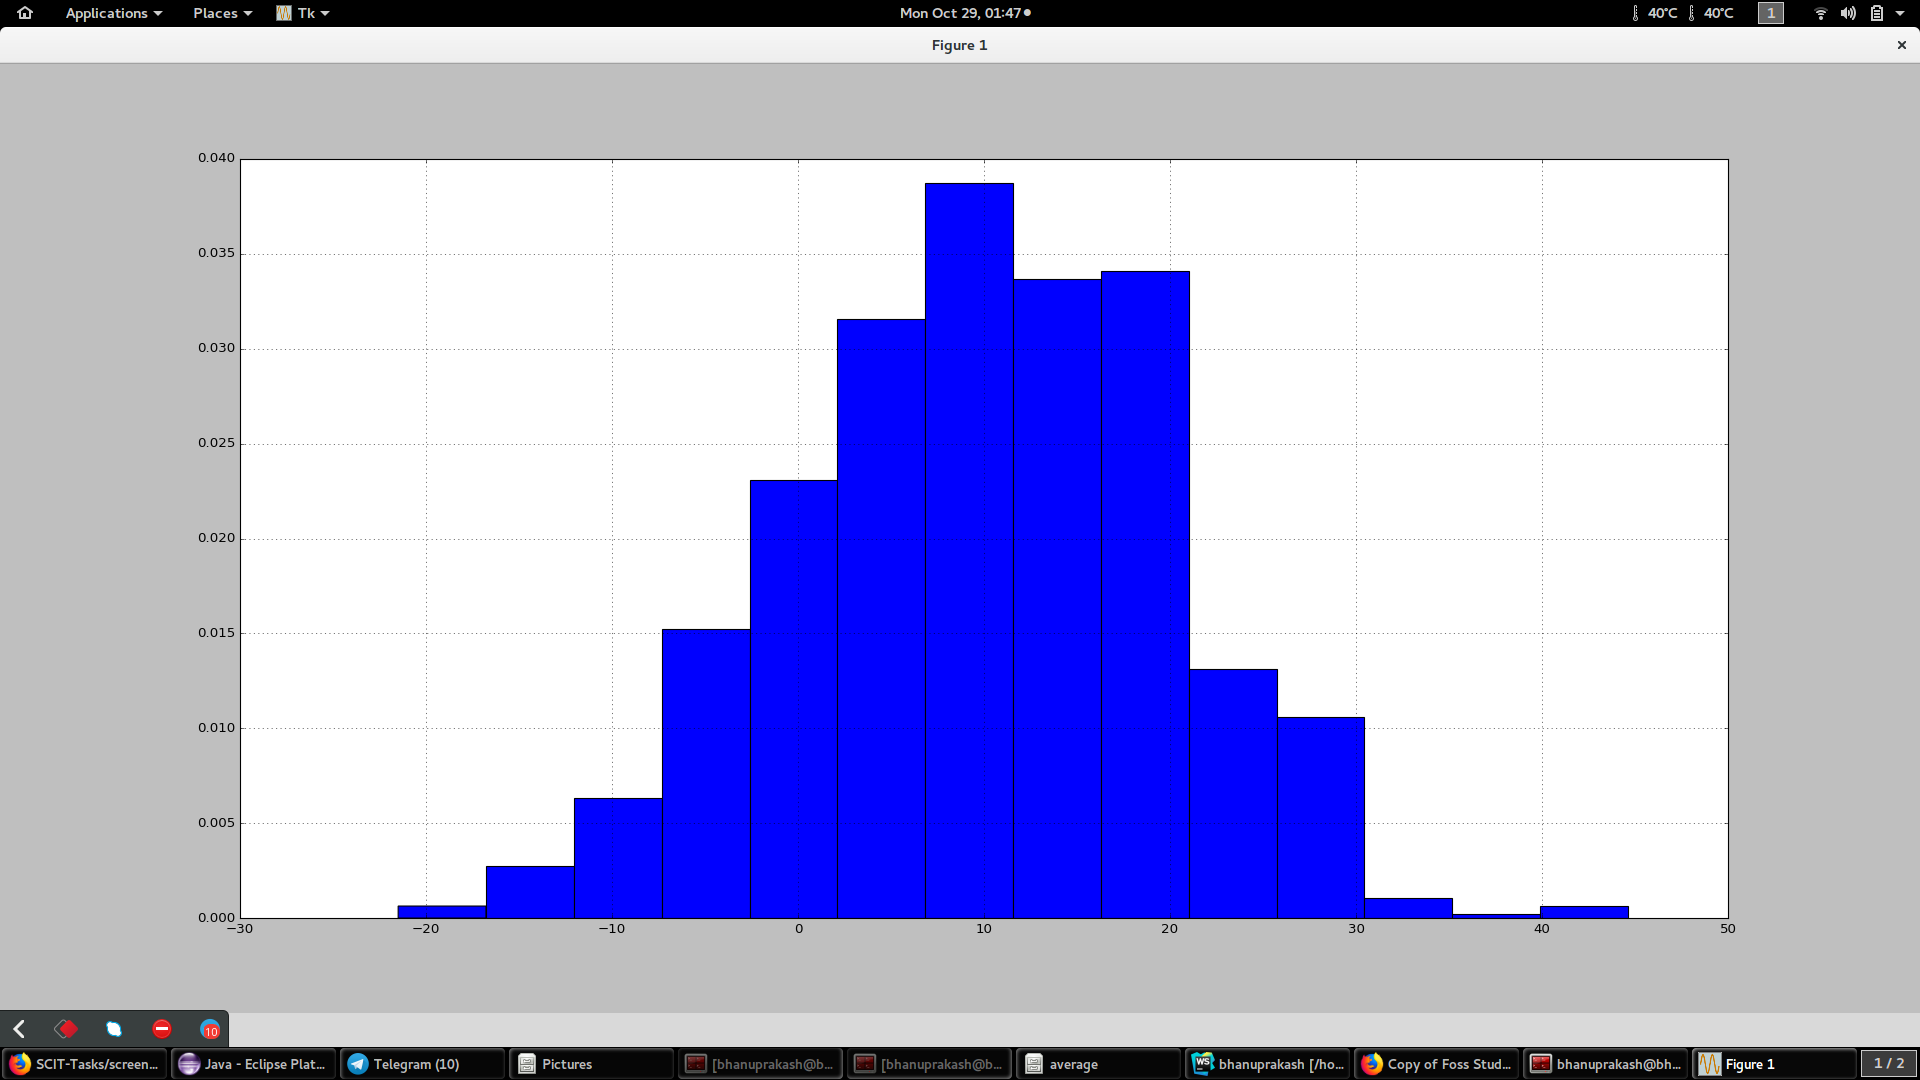 Applications Places Tk Mon Oct 29, 01:47 40°C 40°C 1
Figure 1
0.040
0.035
0.030
0.025
0.020
0.015
0.010
0.005
0.000
−30 −20 −10 0 10 20 30 40 50
10
SCIT-Tasks/screen... Java - Eclipse Plat... Telegram (10) Pictures [bhanuprakash@b... [bhanuprakash@b... average WS bhanuprakash [/ho... Copy of Foss Stud... bhanuprakash@bh... Figure 1 1 / 2